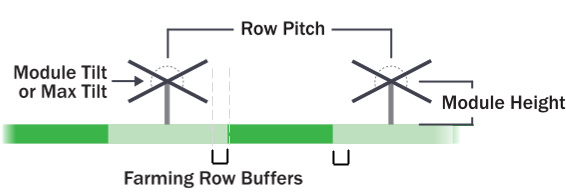 Row Pitch
Module Tilt
or Max Tilt
Module Height
Farming Row Buffers